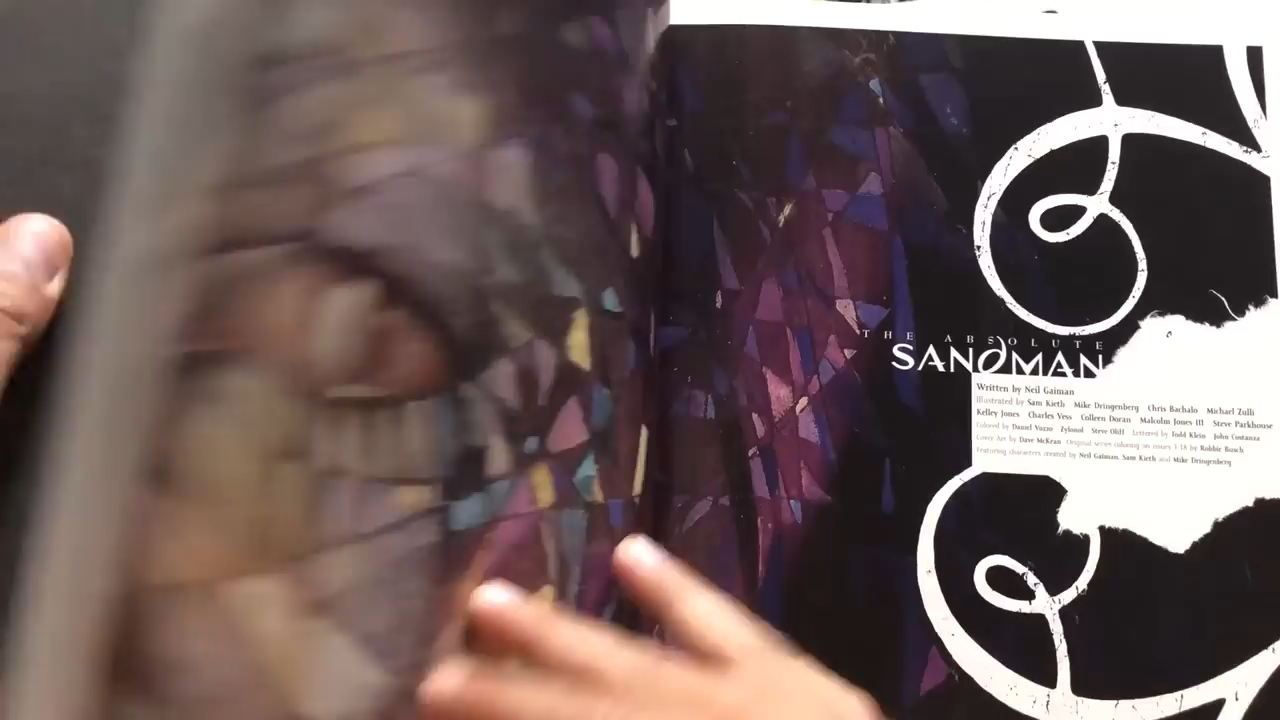 THE ABSOLUTE
SANDMAN
Written by Neil Gaiman
Illustrated by Sam Kieth Mike Dringenberg Chris Bachalo Michael Zulli
Kelley Jones Charles Vess Colleen Doran Malcolm Jones III Steve Parkhouse
Colored by Daniel Vozzo Zylonol Steve Oliff Lettered by Todd Klein John Costanza
Cover Art by Dave McKean Original series coloring on issues 1-18 by Robbie Busch
Featuring characters created by Neil Gaiman, Sam Kieth and Mike Dringenberg